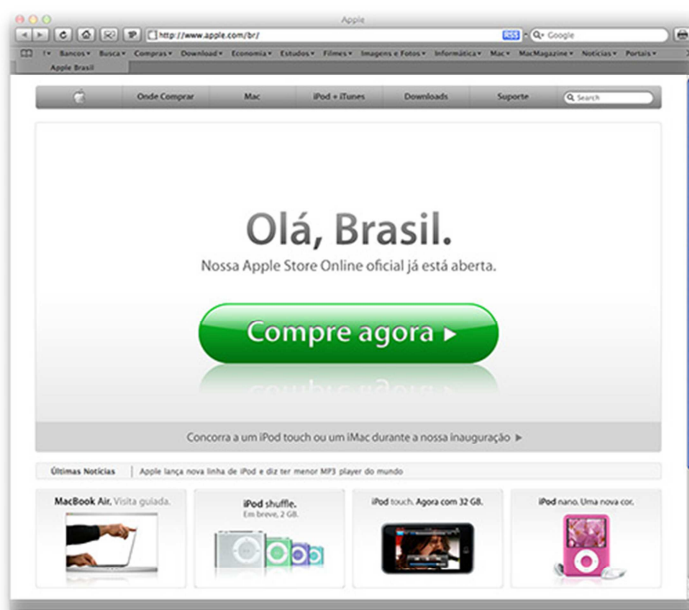 Apple
http://www.apple.com/br/
RSS
Google
Bancos Busca Compras Download Economia Estudos Filmes Imagens e Fotos Informática Mac MacMagazine Notícias Portais
Apple Brasil
Onde Comprar Mac iPod + iTunes Downloads Suporte Search
Olá, Brasil.
Nossa Apple Store Online oficial já está aberta.
Compre agora
Concorra a um iPod touch ou um iMac durante a nossa inauguração
Últimas Notícias Apple lança nova linha de iPod e diz ter menor MP3 player do mundo
MacBook Air. Visita guiada.
iPod shuffle.
Em breve, 2 GB.
iPod touch. Agora com 32 GB.
iPod nano. Uma nova cor.